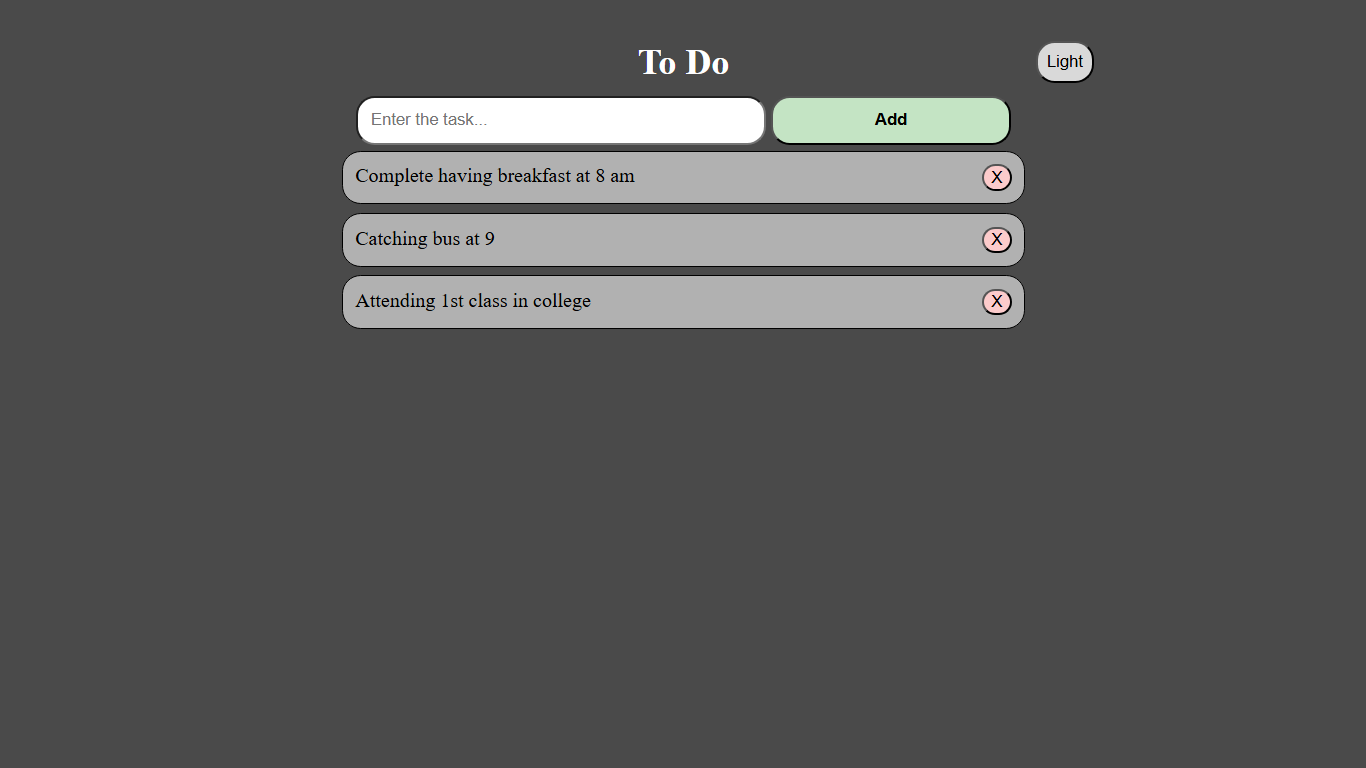 To Do
Light
Enter the task...
Add
Complete having breakfast at 8 am
X
Catching bus at 9
X
Attending 1st class in college
X